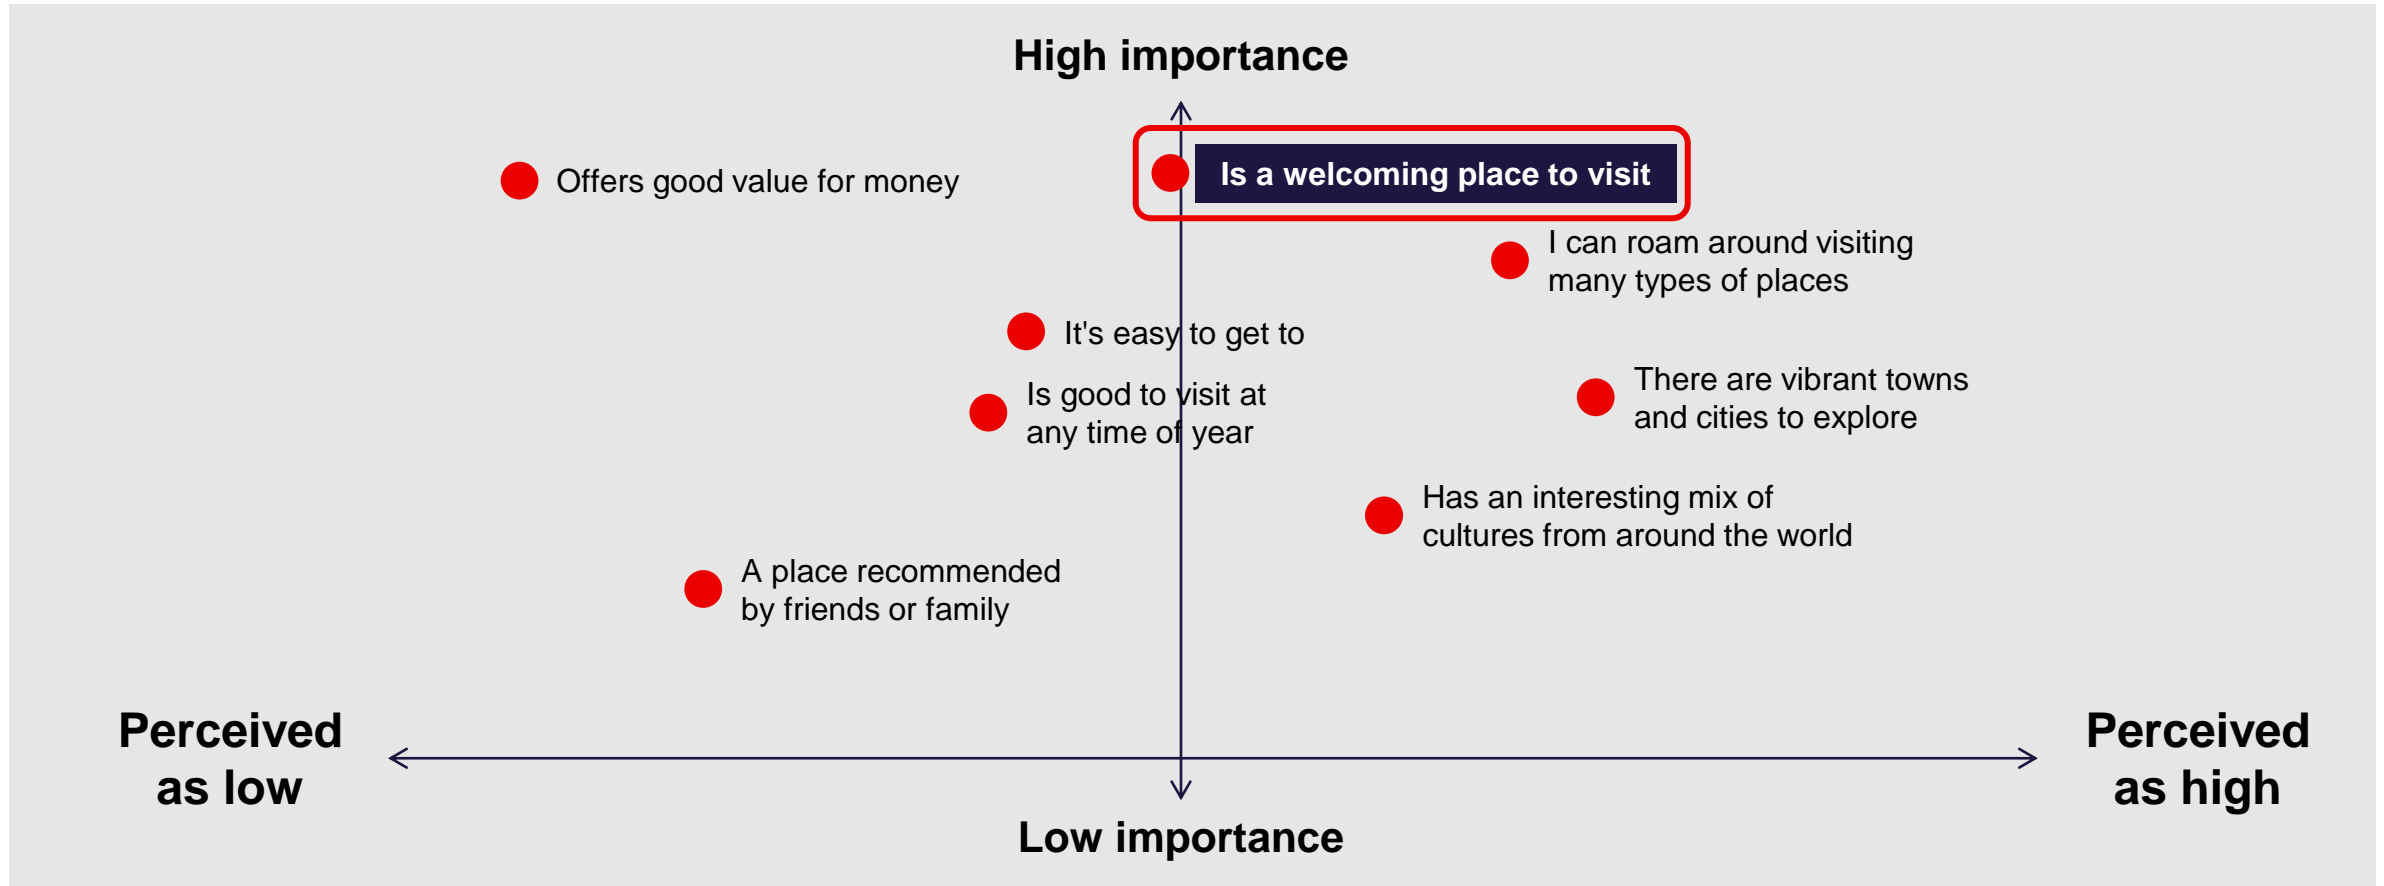 High importance
Offers good value for money
Is a welcoming place to visit
I can roam around visiting
many types of places
It's easy to get to
There are vibrant towns
and cities to explore
Is good to visit at
any time of year
Has an interesting mix of
cultures from around the world
A place recommended
by friends or family
Perceived
as low
Perceived
as high
Low importance